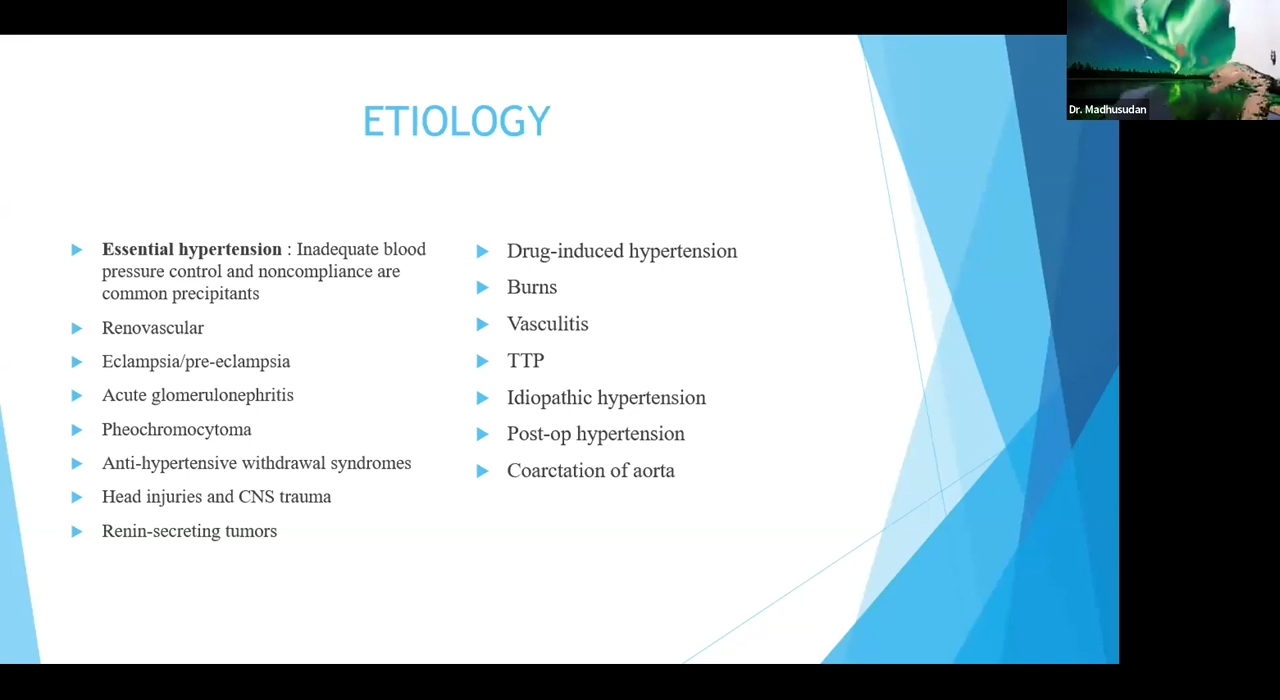 ETIOLOGY
Essential hypertension : Inadequate blood
pressure control and noncompliance are
common precipitants
Renovascular
Eclampsia/pre-eclampsia
Acute glomerulonephritis
Pheochromocytoma
Anti-hypertensive withdrawal syndromes
Head injuries and CNS trauma
Renin-secreting tumors
Drug-induced hypertension
Burns
Vasculitis
TTP
Idiopathic hypertension
Post-op hypertension
Coarctation of aorta
Dr. Madhusudan